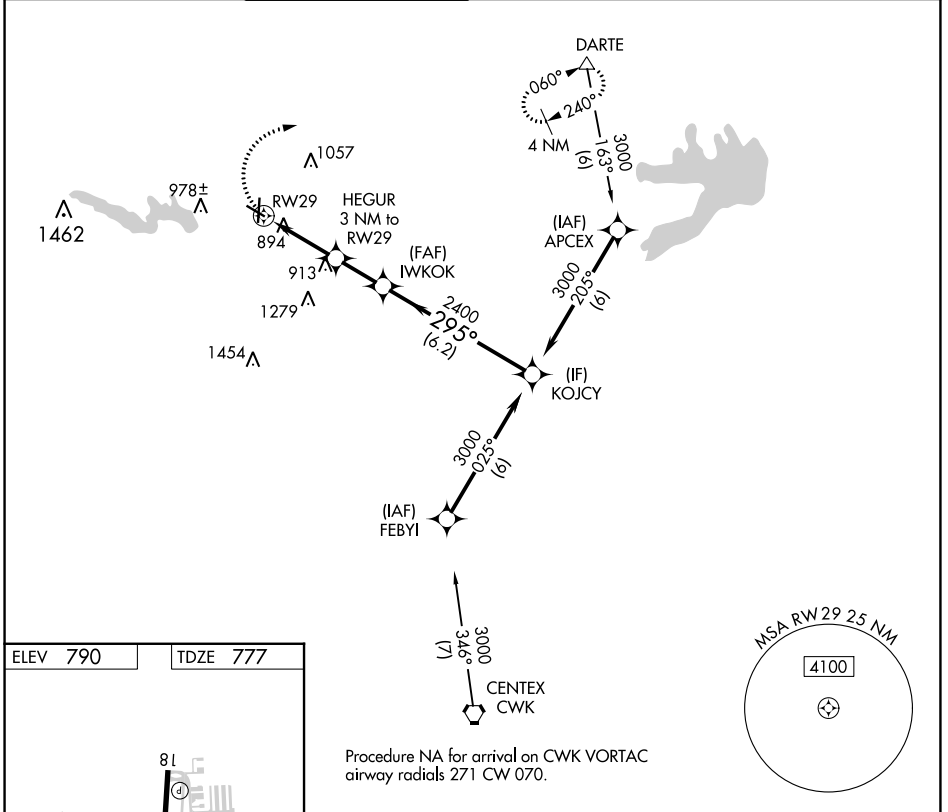 DARTE
060°
240°
4 NM
3000
163°
(6)
1057
978±
1462
RW29
894
HEGUR
3 NM to
RW29
913
(FAF)
IWKOK
1279
1454
2400
295°
(6.2)
(IAF)
APCEX
3000
205°
(6)
(IF)
KOJCY
3000
025°
(6)
(IAF)
FEBYI
3000
346°
(7)
CENTEX
CWK
Procedure NA for arrival on CWK VORTAC
airway radials 271 CW 070.
MSA RW29 25 NM
4100
ELEV 790
TDZE 777
18
P